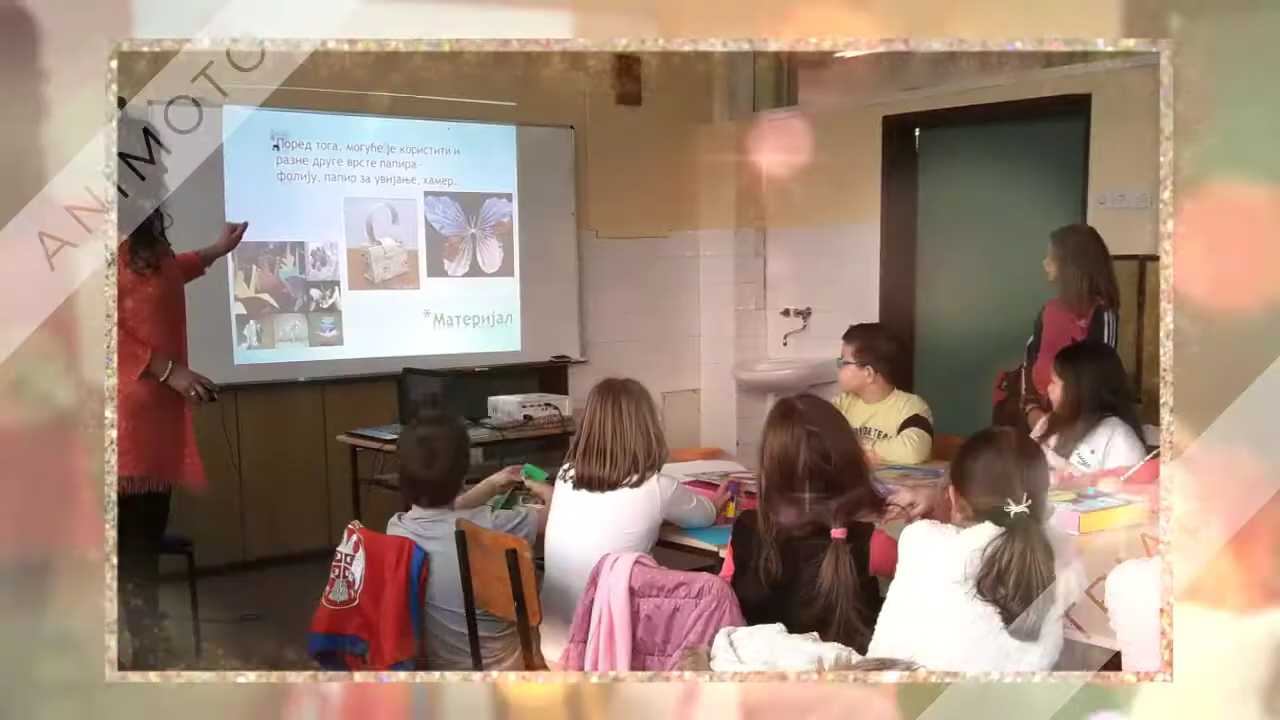 ANIMOTO
Поред тога, могуће је користити и
разне друге врсте папира -
фолију, папир за увијање, хамер..
*Материјал